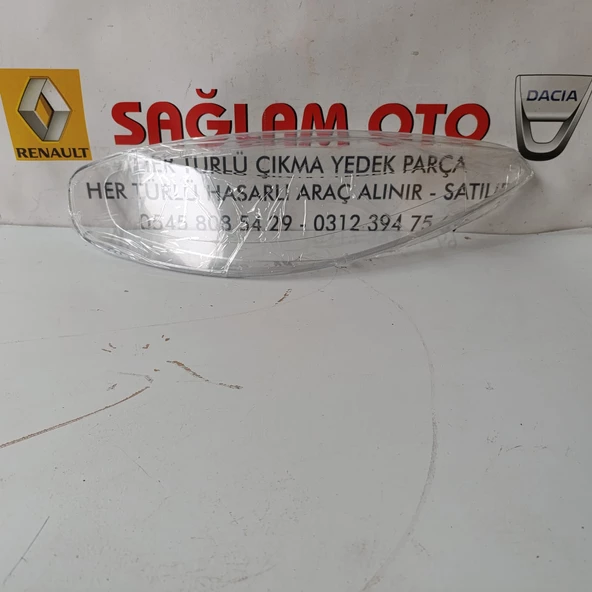 SAĞLAM OTO
RENAULT
DACIA
HER TÜRLÜ ÇIKMA YEDEK PARÇA
HER TÜRLÜ HASARLI ARAÇ ALINIR - SATILIR
0545 808 54 29 - 0312 394 75